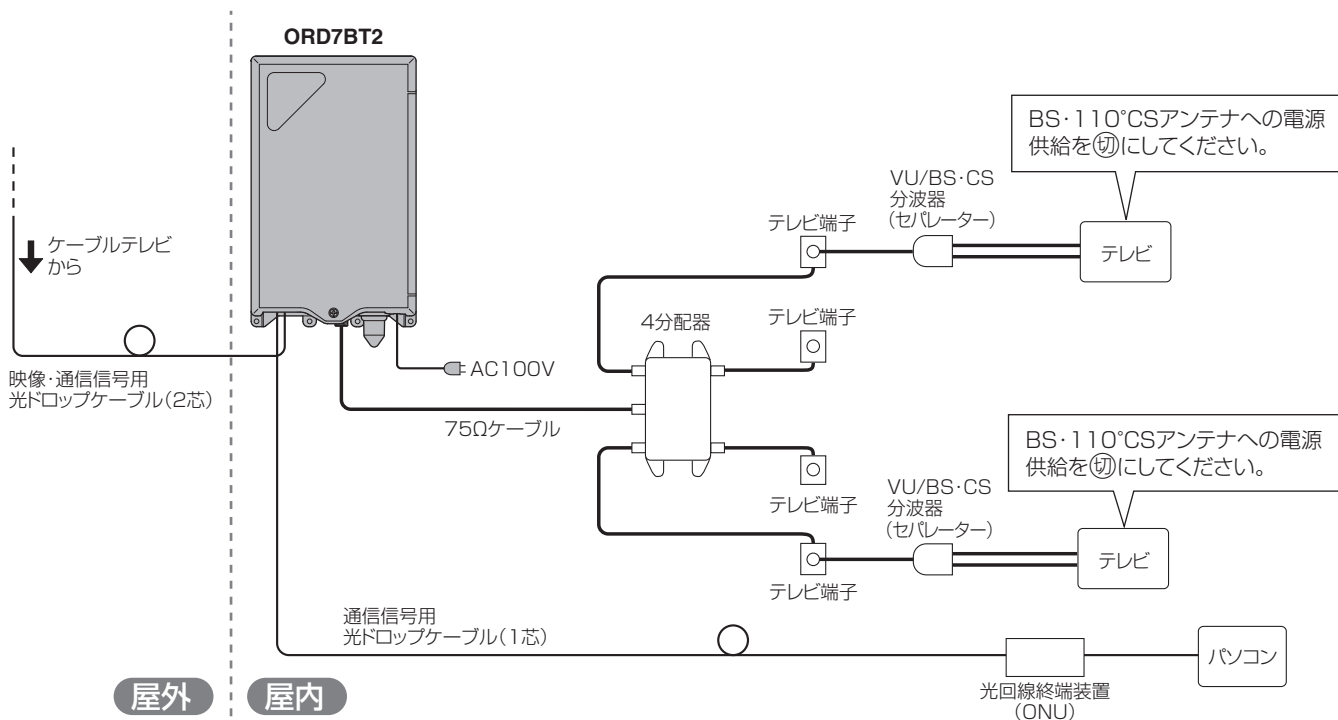 ORD7BT2
BS・110°CSアンテナへの電源
供給を㊛にしてください。
VU/BS・CS
分波器
(セパレーター)
テレビ端子
テレビ
ケーブルテレビ
から
4分配器
テレビ端子
AC100V
映像・通信信号用
光ドロップケーブル(2芯)
75Ωケーブル
BS・110°CSアンテナへの電源
供給を切にしてください。
VU/BS・CS
分波器
(セパレーター)
テレビ端子
テレビ
テレビ端子
通信信号用
光ドロップケーブル(1芯)
パソコン
光回線終端装置
(ONU)
屋外
屋内